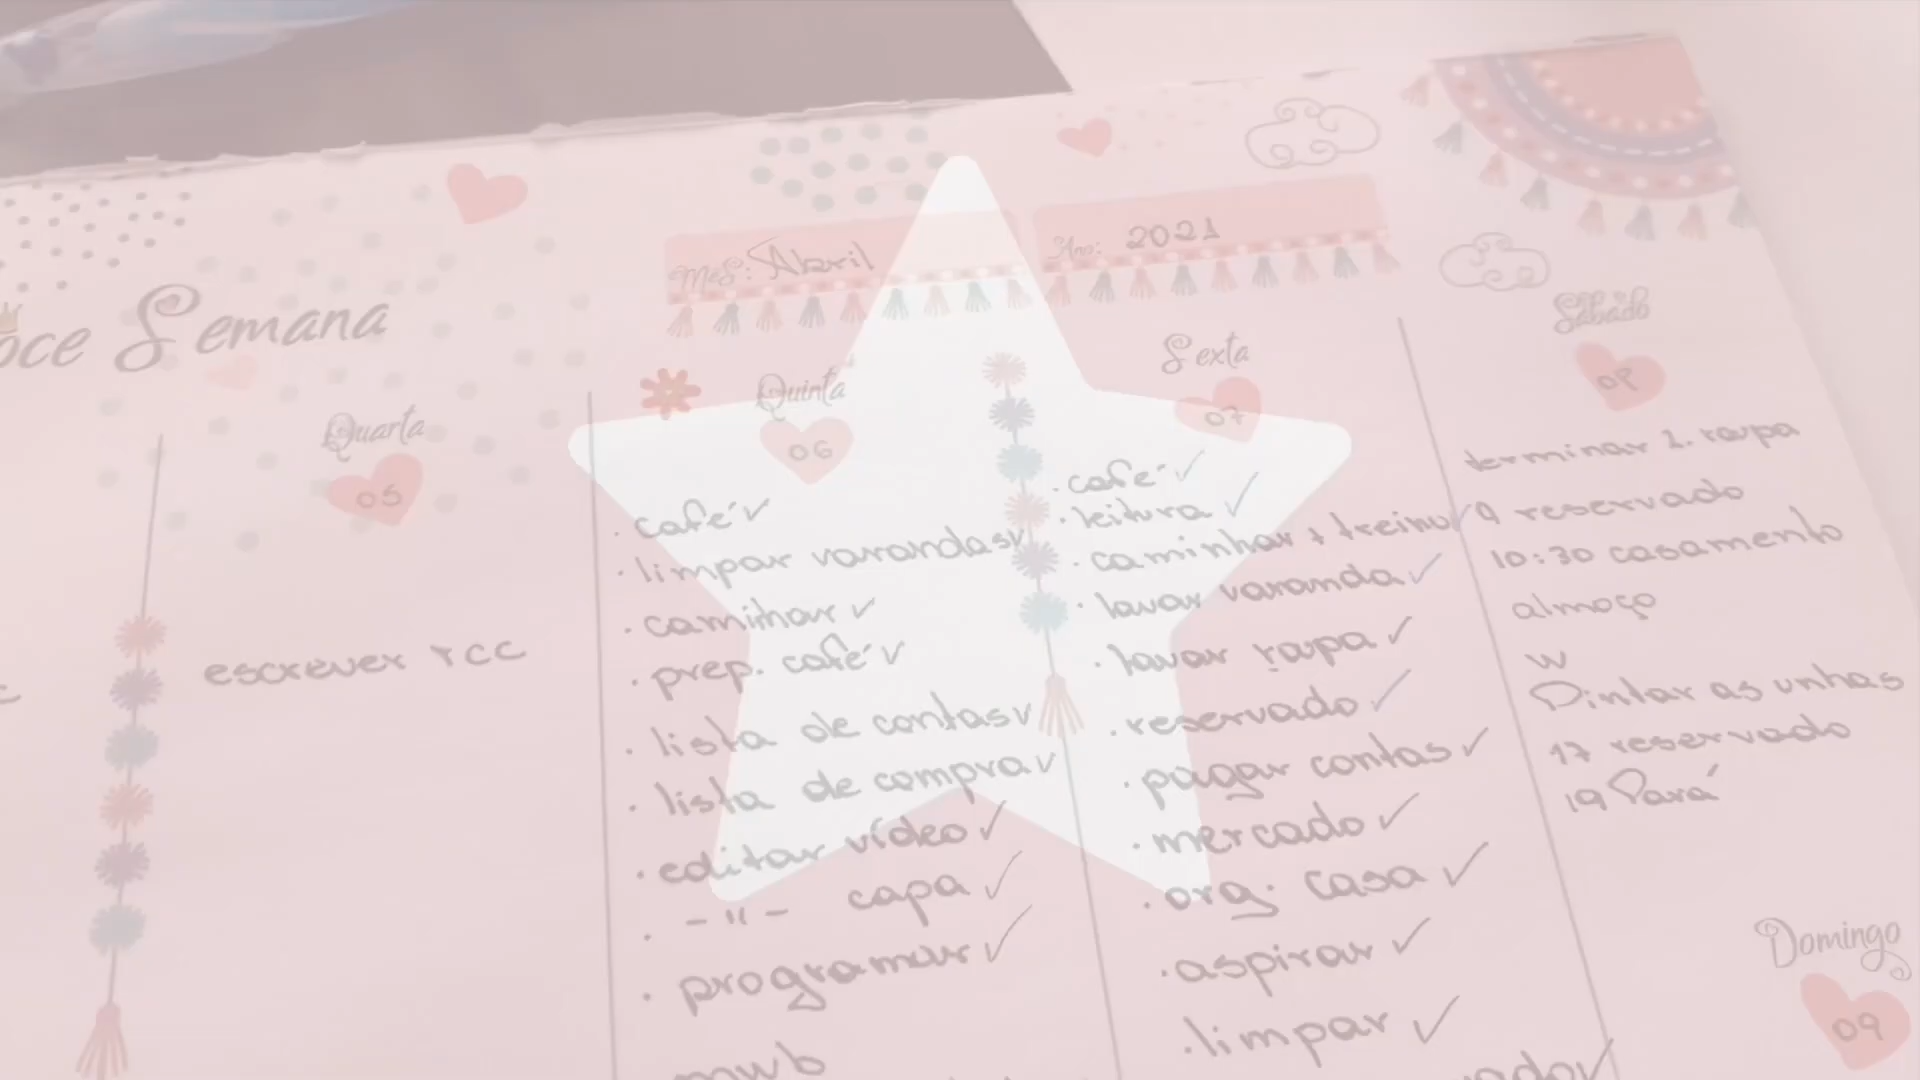 Mês: Abril
Ano: 2021
oce Semana
Quarta
05
escrever rcc
Quinta
06
· café ✓
· limpar varandas ✓
· caminhar ✓
· prep. café ✓
· lista de contas ✓
· lista de compra ✓
· editar vídeo ✓
· -"- capa ✓
· programar ✓
Sexta
07
· café ✓
· leitura ✓
· caminhar + treino ✓
· lavar varanda ✓
· lavar roupa ✓
· reservado ✓
· pagar contas ✓
· mercado ✓
· org. casa ✓
· aspirar ✓
· limpar ✓
Sábado
08
terminar l. roupa
9 reservado
10:30 casamento
almoço
w
Pintar as unhas
17 reservado
19 Pará
Domingo
09